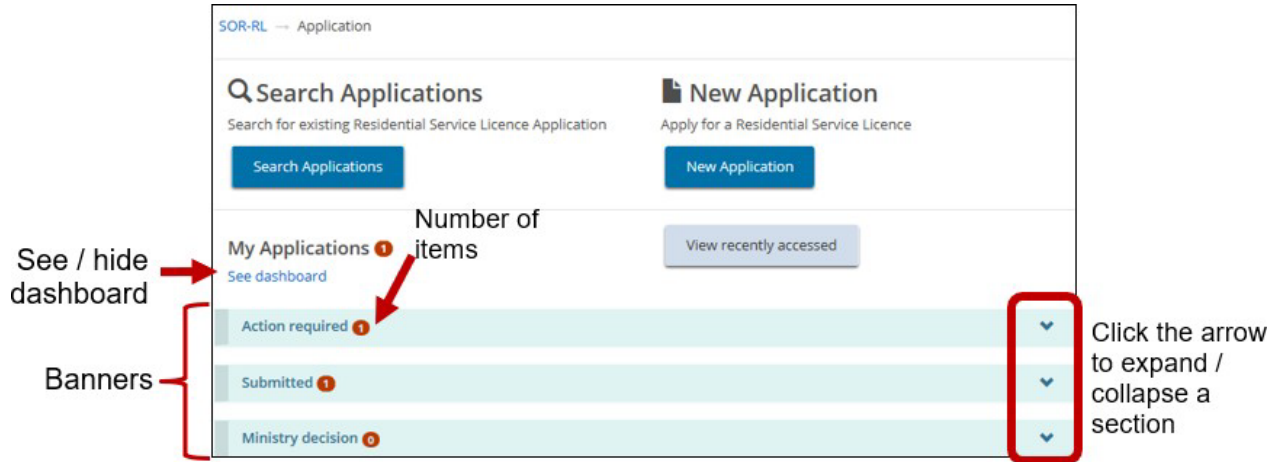 SOR-RL → Application
Search Applications
Search for existing Residential Service Licence Application
Search Applications
New Application
Apply for a Residential Service Licence
New Application
Number of
items
My Applications 1
See dashboard
View recently accessed
See / hide
dashboard
Banners
Action required 1
Submitted 1
Ministry decision 0
Click the arrow
to expand /
collapse a
section